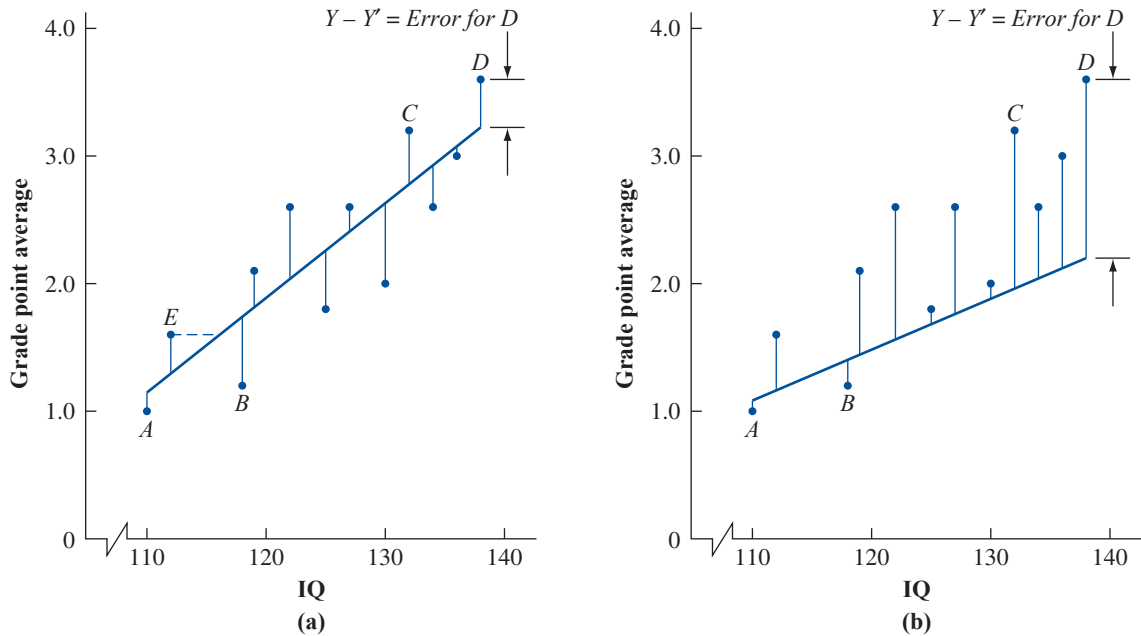 Y – Y′ = Error for D
4.0
3.0
2.0
1.0
0
Grade point average
A
B
C
D
E
110
120
130
140
IQ
(a)
Y – Y′ = Error for D
4.0
3.0
2.0
1.0
0
Grade point average
A
B
C
D
110
120
130
140
IQ
(b)